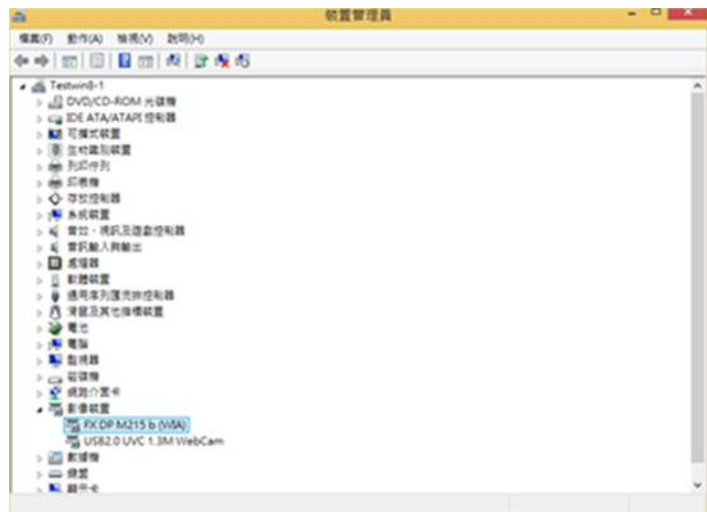 裝置管理員
檔案(F) 動作(A) 檢視(V) 說明(H)
Testwin8-1
DVD/CD-ROM 光碟機
IDE ATA/ATAPI 控制器
可攜式裝置
生物識別裝置
列印佇列
印表機
存放控制器
系統裝置
音效、視訊及遊戲控制器
音訊輸入與輸出
處理器
軟體裝置
通用序列匯流排控制器
滑鼠及其他指標裝置
電池
電腦
監視器
磁碟機
網路介面卡
影像裝置
FX DP M215 b (WIA)
USB2.0 UVC 1.3M WebCam
數據機
鍵盤
顯示卡